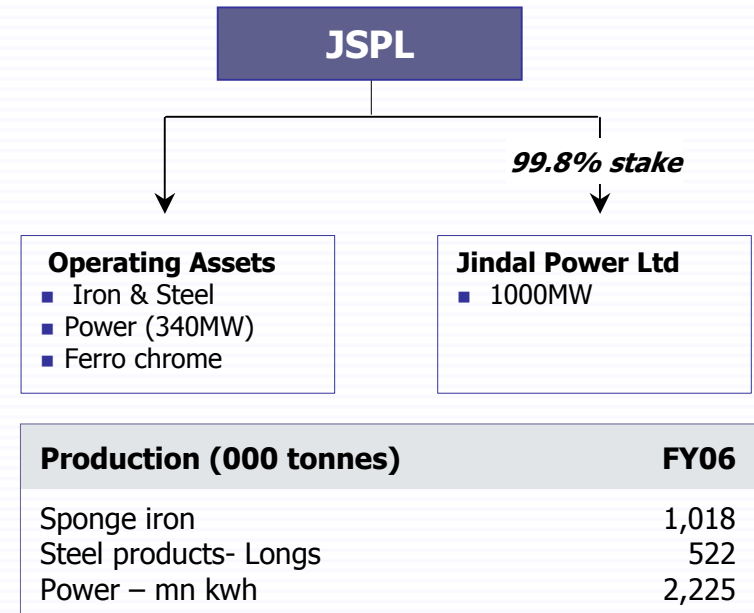 JSPL
99.8% stake
Operating Assets
■ Iron & Steel
■ Power (340MW)
■ Ferro chrome
Jindal Power Ltd
■ 1000MW
Production (000 tonnes) FY06
Sponge iron 1,018
Steel products- Longs 522
Power – mn kwh 2,225